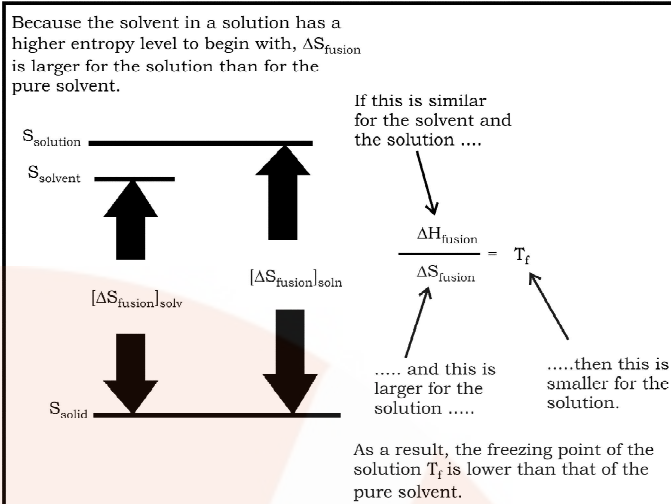 Because the solvent in a solution has a
higher entropy level to begin with, ΔSfusion
is larger for the solution than for the
pure solvent.
If this is similar
for the solvent and
the solution ....
Ssolution
Ssolvent
ΔHfusion
ΔSfusion
= Tf
[ΔSfusion]solv
[ΔSfusion]soln
..... and this is
larger for the
solution .....
.....then this is
smaller for the
solution.
Ssolid
As a result, the freezing point of the
solution Tf is lower than that of the
pure solvent.